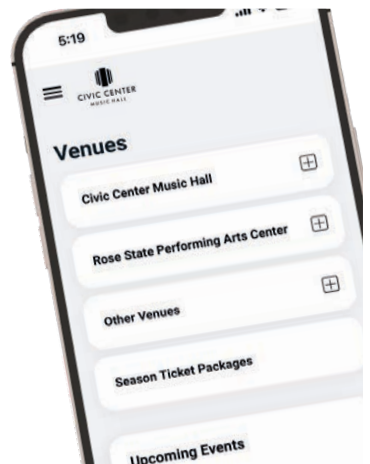 5:19
CIVIC CENTER
MUSIC HALL
Venues
Civic Center Music Hall
Rose State Performing Arts Center
Other Venues
Season Ticket Packages
Upcoming Events